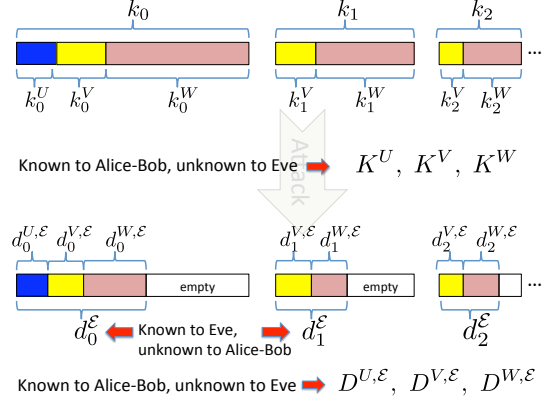 k_0 k_1 k_2
...
k_0^U k_0^V k_0^W k_1^V k_1^W k_2^V k_2^W
Attack
Known to Alice-Bob, unknown to Eve K^U, K^V, K^W
d_0^{U,ℰ} d_0^{V,ℰ} d_0^{W,ℰ} d_1^{V,ℰ} d_1^{W,ℰ} d_2^{V,ℰ} d_2^{W,ℰ}
empty empty ...
d_0^ℰ Known to Eve, d_1^ℰ d_2^ℰ
unknown to Alice-Bob
Known to Alice-Bob, unknown to Eve D^{U,ℰ}, D^{V,ℰ}, D^{W,ℰ}